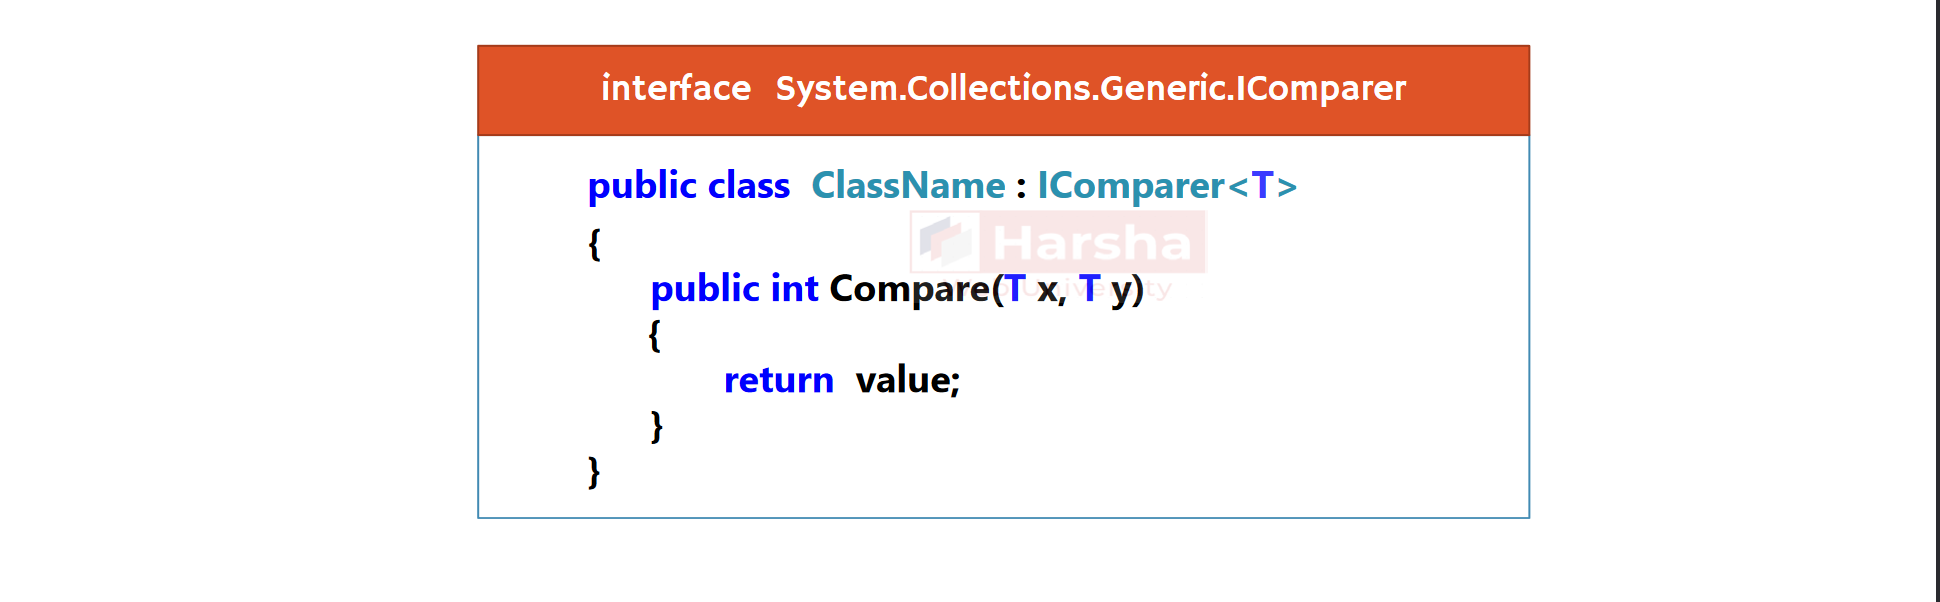 interface System.Collections.Generic.IComparer
public class ClassName : IComparer<T>
{
Harsha
public int Compare(T x, T y)
University
{
return value;
}
}